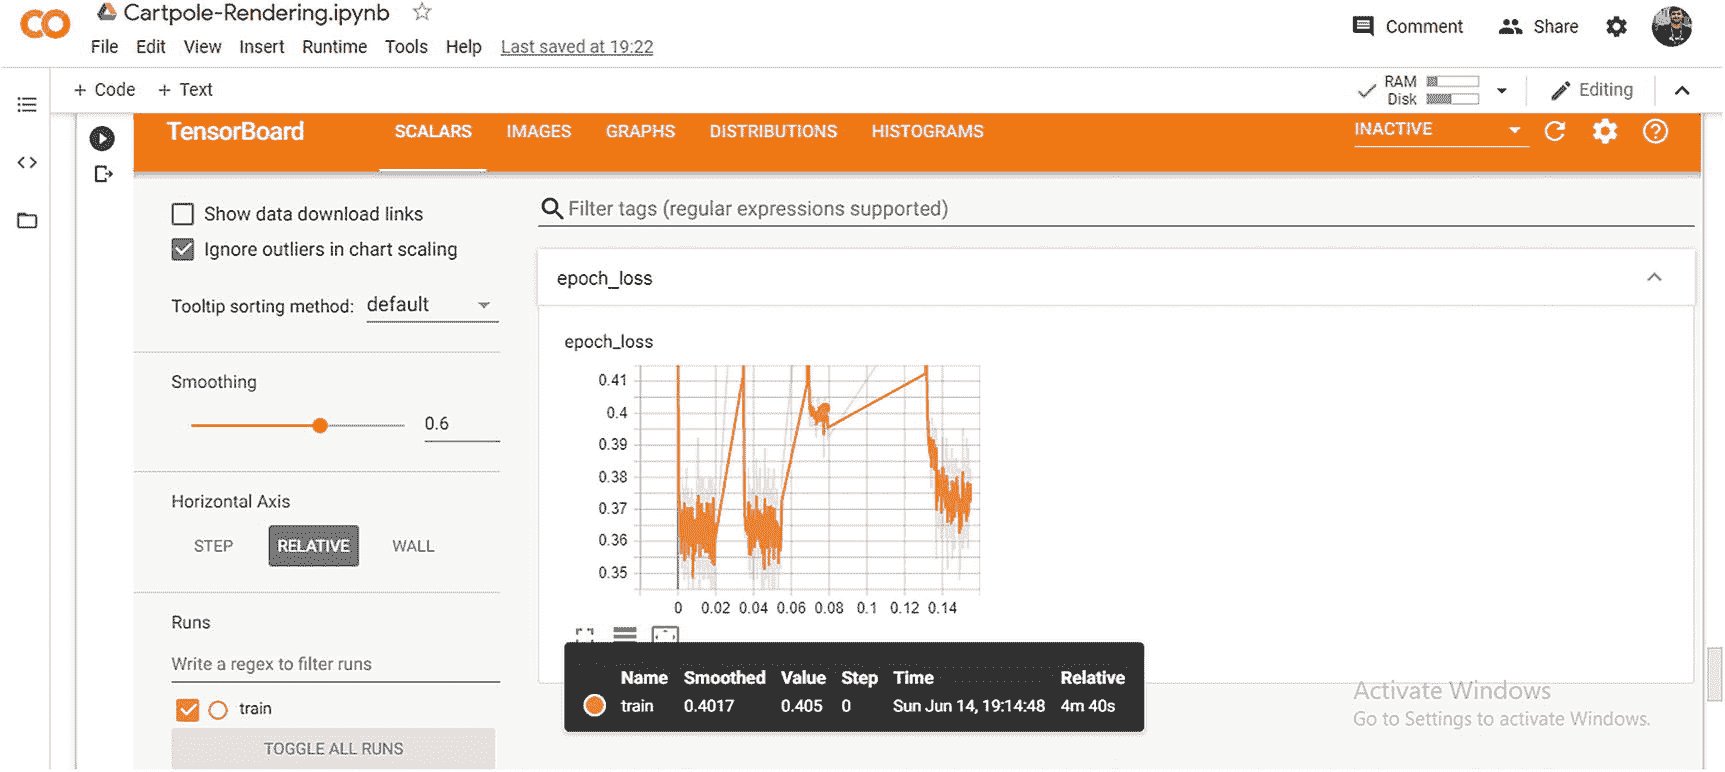 CO
Cartpole-Rendering.ipynb
Comment
Share
File Edit View Insert Runtime Tools Help Last saved at 19:22
+ Code + Text
RAM
Disk
Editing
TensorBoard
SCALARS IMAGES GRAPHS DISTRIBUTIONS HISTOGRAMS
INACTIVE
Show data download links
Ignore outliers in chart scaling
Tooltip sorting method: default
Smoothing
0.6
Horizontal Axis
STEP RELATIVE WALL
Runs
Write a regex to filter runs
train
TOGGLE ALL RUNS
Filter tags (regular expressions supported)
epoch_loss
epoch_loss
0.41
0.4
0.39
0.38
0.37
0.36
0.35
0 0.02 0.04 0.06 0.08 0.1 0.12 0.14
Name Smoothed Value Step Time Relative
train 0.4017 0.405 0 Sun Jun 14, 19:14:48 4m 40s
Activate Windows
Go to Settings to activate Windows.